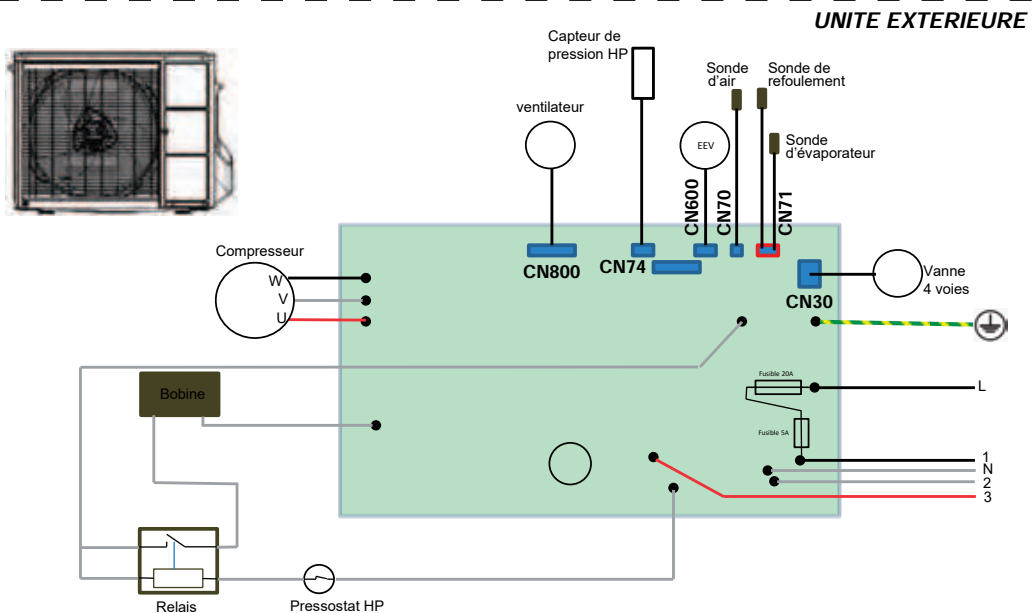 UNITE EXTERIEURE
Capteur de
pression HP
Sonde
d'air
Sonde de
refoulement
ventilateur
EEV
Sonde
d'évaporateur
CN600
CN70
CN71
Compresseur
CN800
CN74
W
V
U
CN30
Vanne
4 voies
Fusible 20A
L
Bobine
Fusible 5A
1
N
2
3
Relais
Pressostat HP